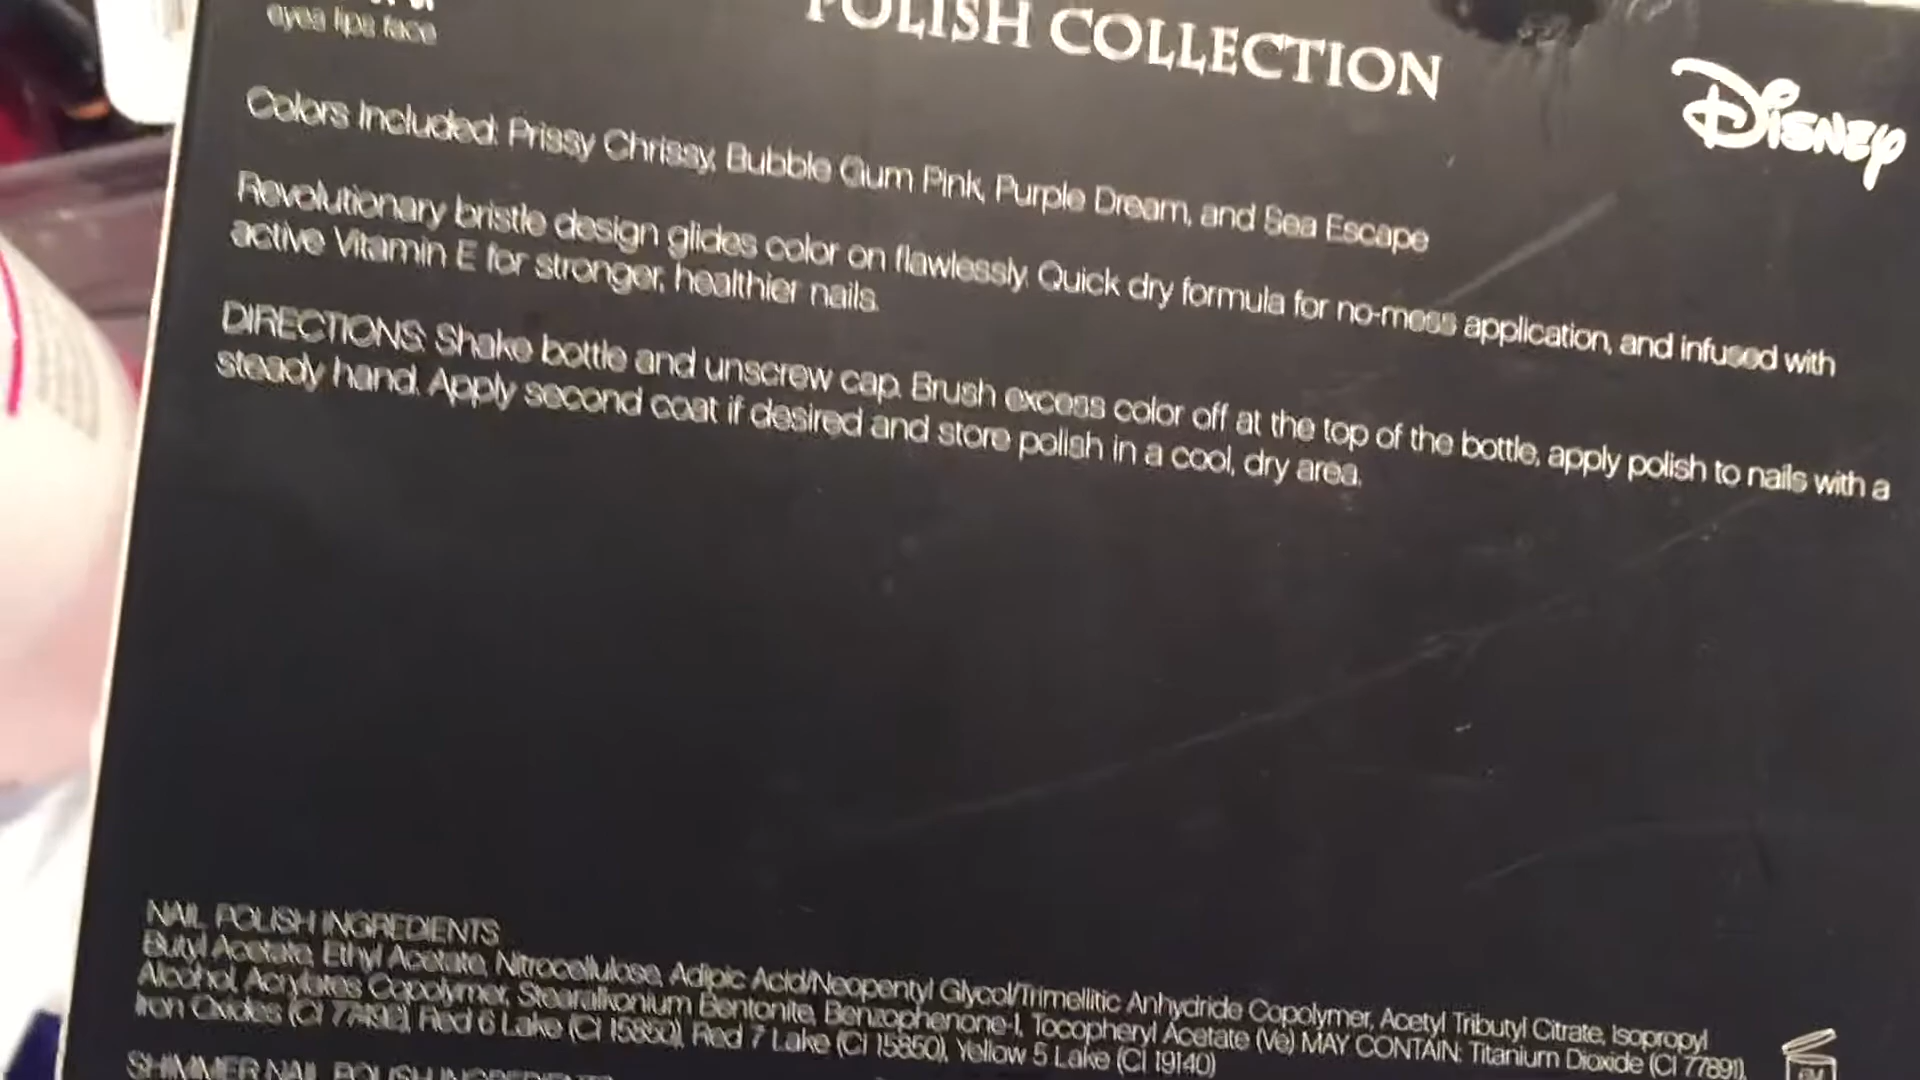 eyes lips face
POLISH COLLECTION
Disney
Colors Included: Prissy Chrissy, Bubble Gum Pink, Purple Dream, and Sea Escape
Revolutionary bristle design glides color on flawlessly. Quick dry formula for no-mess application, and infused with
active Vitamin E for stronger, healthier nails.
DIRECTIONS: Shake bottle and unscrew cap. Brush excess color off at the top of the bottle, apply polish to nails with a
steady hand. Apply second coat if desired and store polish in a cool, dry area.
NAIL POLISH INGREDIENTS
Butyl Acetate, Ethyl Acetate, Nitrocellulose, Adipic Acid/Neopentyl Glycol/Trimellitic Anhydride Copolymer, Acetyl Tributyl Citrate, Isopropyl
Alcohol, Acrylates Copolymer, Stearalkonium Bentonite, Benzophenone-1, Tocopheryl Acetate (Ve) MAY CONTAIN: Titanium Dioxide (CI 77891),
Iron Oxides (CI 77499), Red 6 Lake (CI 15850), Red 7 Lake (CI 15850), Yellow 5 Lake (CI 19140)
SHIMMER NAIL POLISH INGREDIENTS